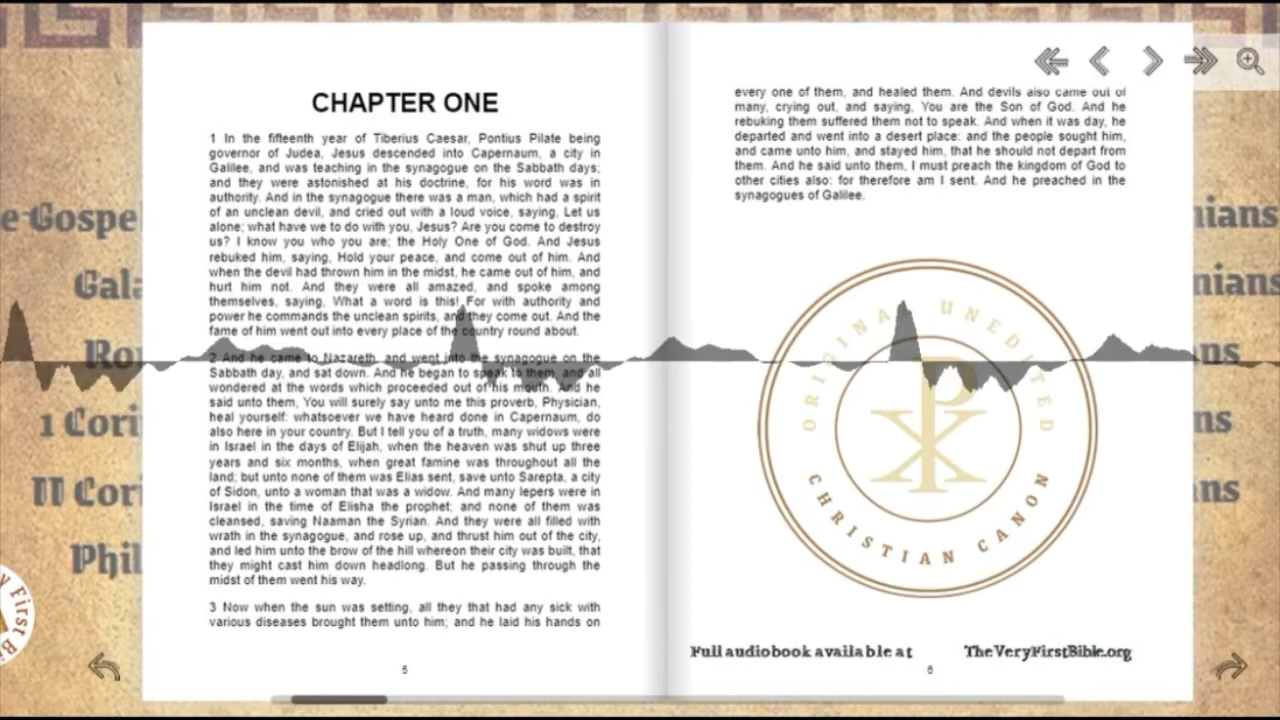 CHAPTER ONE
1 In the fifteenth year of Tiberius Caesar, Pontius Pilate being
governor of Judea, Jesus descended into Capernaum, a city in
Galilee, and was teaching in the synagogue on the Sabbath days;
and they were astonished at his doctrine, for his word was in
authority. And in the synagogue there was a man, which had a spirit
of an unclean devil, and cried out with a loud voice, saying, Let us
alone; what have we to do with you, Jesus? Are you come to destroy
us? I know you who you are; the Holy One of God. And Jesus
rebuked him, saying, Hold your peace, and come out of him. And
when the devil had thrown him in the midst, he came out of him, and
hurt him not. And they were all amazed, and spoke among
themselves, saying, What a word is this! For with authority and
power he commands the unclean spirits, and they come out. And the
fame of him went out into every place of the country round about.
2 And he came to Nazareth, and went into the synagogue on the
Sabbath day, and sat down. And he began to speak to them, and all
wondered at the words which proceeded out of his mouth. And he
said unto them, You will surely say unto me this proverb, Physician,
heal yourself: whatsoever we have heard done in Capernaum, do
also here in your country. But I tell you of a truth, many widows were
in Israel in the days of Elijah, when the heaven was shut up three
years and six months, when great famine was throughout all the
land; but unto none of them was Elias sent, save unto Sarepta, a city
of Sidon, unto a woman that was a widow. And many lepers were in
Israel in the time of Elisha the prophet; and none of them was
cleansed, saving Naaman the Syrian. And they were all filled with
wrath in the synagogue, and rose up, and thrust him out of the city,
and led him unto the brow of the hill whereon their city was built, that
they might cast him down headlong. But he passing through the
midst of them went his way.
3 Now when the sun was setting, all they that had any sick with
various diseases brought them unto him; and he laid his hands on
5
every one of them, and healed them. And devils also came out of
many, crying out, and saying, You are the Son of God. And he
rebuking them suffered them not to speak. And when it was day, he
departed and went into a desert place: and the people sought him,
and came unto him, and stayed him, that he should not depart from
them. And he said unto them, I must preach the kingdom of God to
other cities also: for therefore am I sent. And he preached in the
synagogues of Galilee.
ORIGINAL UNEDITED
CHRISTIAN CANON
Full audiobook available at TheVeryFirstBible.org
6
e Gospe
Gala
Ro
1 Cori
II Cori
Phil
nians
nians
ns
ns
ans
First